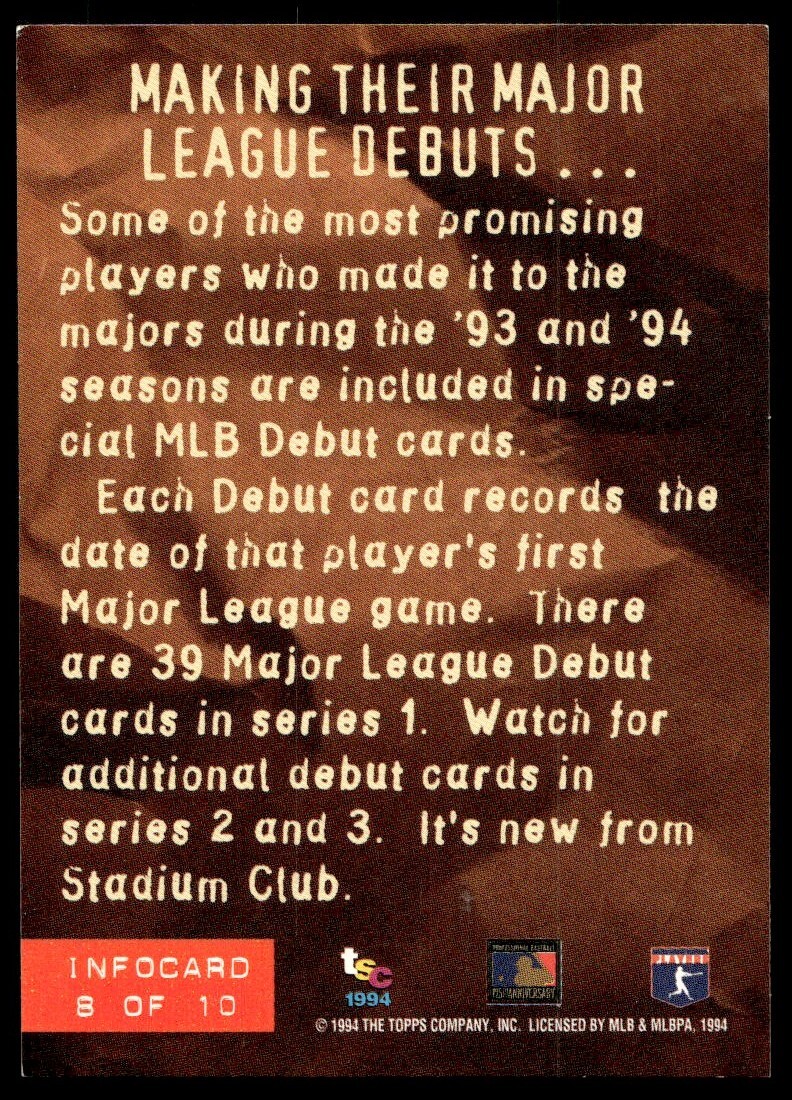 MAKING THEIR MAJOR
LEAGUE DEBUTS...
Some of the most promising
players who made it to the
majors during the '93 and '94
seasons are included in spe-
cial MLB Debut cards.
Each Debut card records the
date of that player's first
Major League game. There
are 39 Major League Debut
cards in series 1. Watch for
additional debut cards in
series 2 and 3. It's new from
Stadium Club.
INFOCARD
8 OF 10
tsc
1994
PROFESSIONAL BASEBALL
125TH ANNIVERSARY
© 1994 THE TOPPS COMPANY, INC. LICENSED BY MLB & MLBPA, 1994